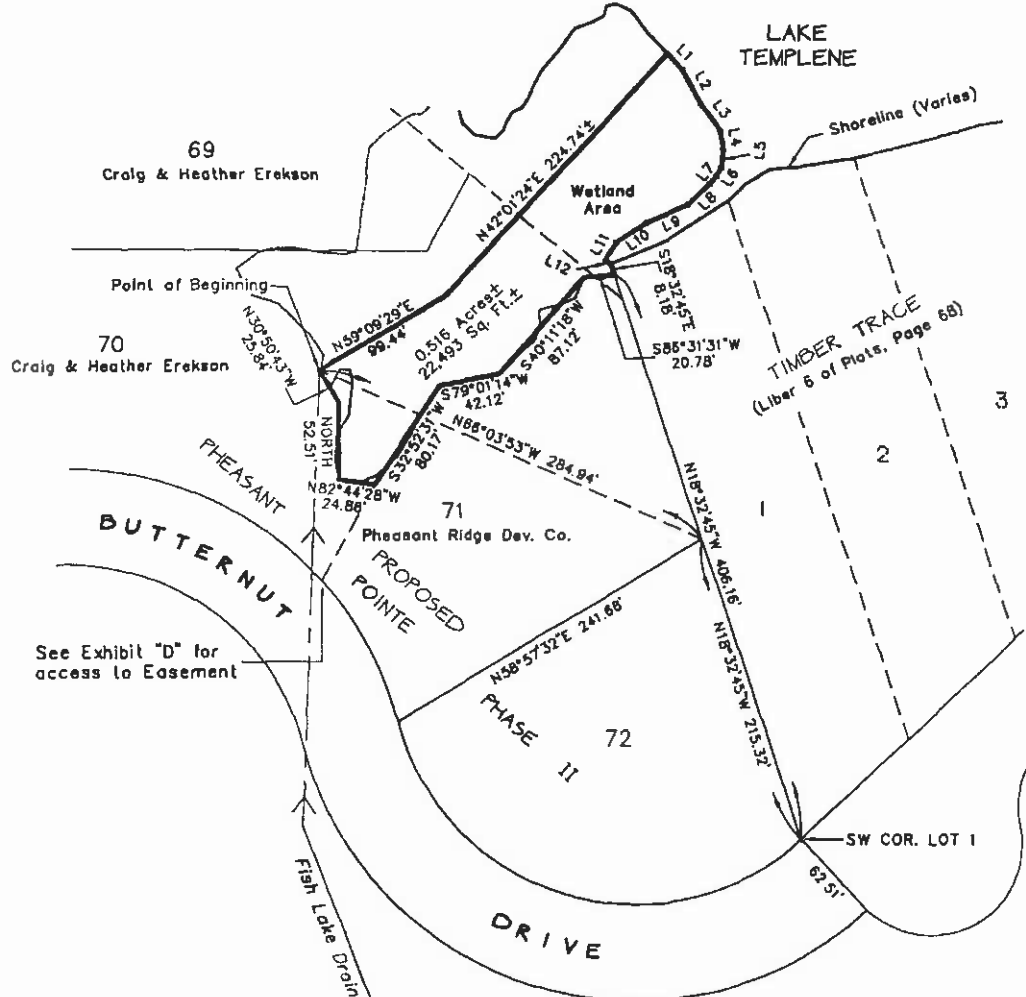 LAKE
TEMPLENE
L1
L2
L3
L4
L5
Shoreline (Varies)
69
Craig & Heather Erekson
N42°01'24"E 224.74'±
Wetland
Area
L7
L6
L8
L9
L10
L11
L12
Point of Beginning
N30°50'43"W
25.84'
N59°09'29"E
99.44'
0.516 Acres±
22,493 Sq. Ft.±
S18°32'45"E
8.18'
S85°31'31"W
20.78'
S40°11'18"W
87.12'
TIMBER TRACE
(Liber 6 of Plats, Page 68)
70
Craig & Heather Erekson
S79°01'14"W
42.12'
3
2
1
NORTH
52.51'
S32°52'31"W
80.17'
N66°03'53"W 284.94'
N82°44'28"W
24.88'
71
Pheasant Ridge Dev. Co.
N18°32'45"W 406.16'
PHEASANT
PROPOSED
POINTE
BUTTERNUT
See Exhibit "D" for
access to Easement
N58°57'32"E 241.68'
N18°32'45"W 215.32'
PHASE II
72
SW COR. LOT 1
62.51'
Fish Lake Drain
DRIVE